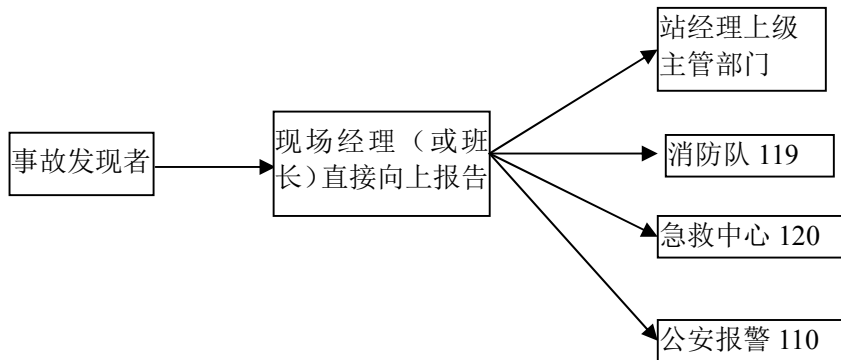 事故发现者
现场经理（或班
长）直接向上报告
站经理上级
主管部门
消防队 119
急救中心 120
公安报警 110